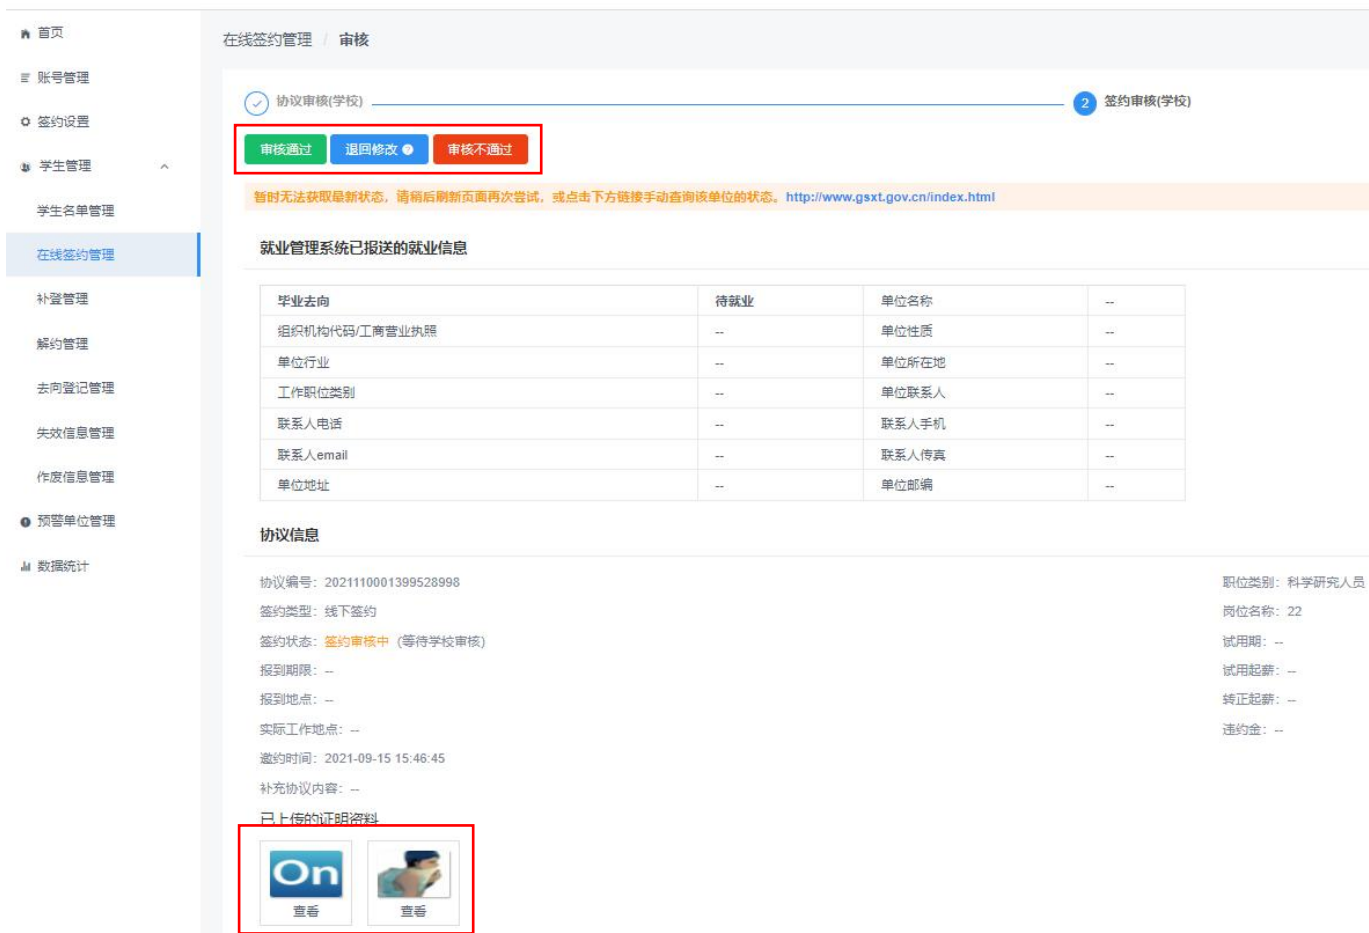 首页
账号管理
签约设置
学生管理
学生名单管理
在线签约管理
补登管理
解约管理
去向登记管理
失效信息管理
作废信息管理
预警单位管理
数据统计
在线签约管理 / 审核
协议审核(学校) 2 签约审核(学校)
审核通过 退回修改 ? 审核不通过
暂时无法获取最新状态，请稍后刷新页面再次尝试，或点击下方链接手动查询该单位的状态。http://www.gsxt.gov.cn/index.html
就业管理系统已报送的就业信息
毕业去向 待就业 单位名称 --
组织机构代码/工商营业执照 -- 单位性质 --
单位行业 -- 单位所在地 --
工作职位类别 -- 单位联系人 --
联系人电话 -- 联系人手机 --
联系人email -- 联系人传真 --
单位地址 -- 单位邮编 --
协议信息
协议编号：2021110001399528998 职位类别：科学研究人员
签约类型：线下签约 岗位名称：22
签约状态：签约审核中（等待学校审核） 试用期：--
报到期限：-- 试用起薪：--
报到地点：-- 转正起薪：--
实际工作地点：-- 违约金：--
邀约时间：2021-09-15 15:46:45
补充协议内容：--
已上传的证明资料
On
查看 查看